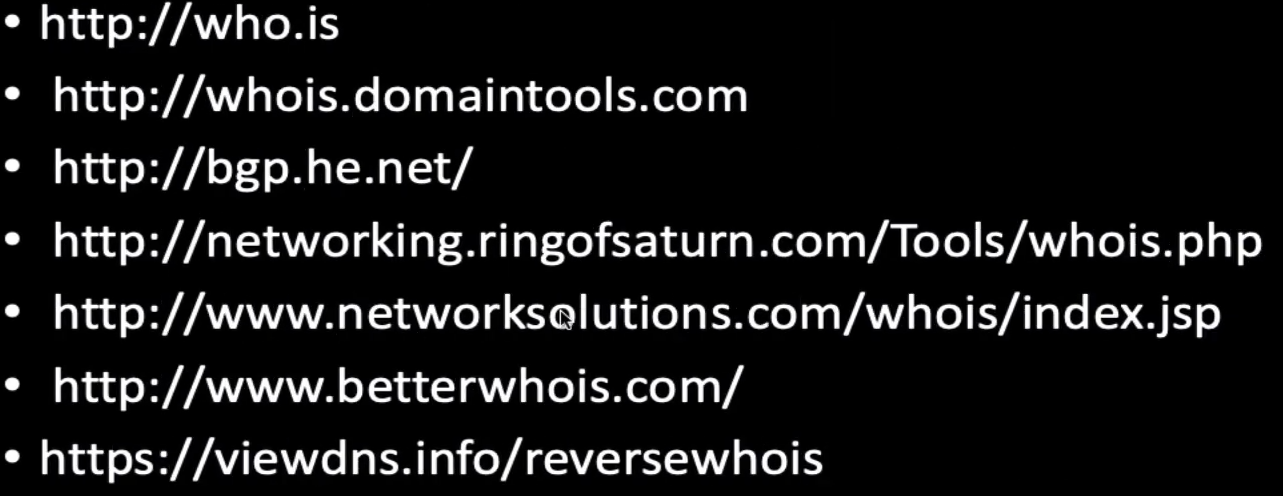 • http://who.is
• http://whois.domaintools.com
• http://bgp.he.net/
• http://networking.ringofsaturn.com/Tools/whois.php
• http://www.networksolutions.com/whois/index.jsp
• http://www.betterwhois.com/
• https://viewdns.info/reversewhois